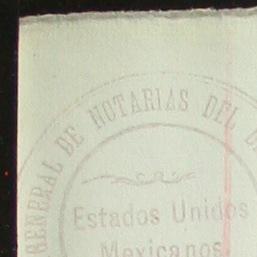 GENERAL DE NOTARIAS DEL
Estados Unidos
Mexicanos